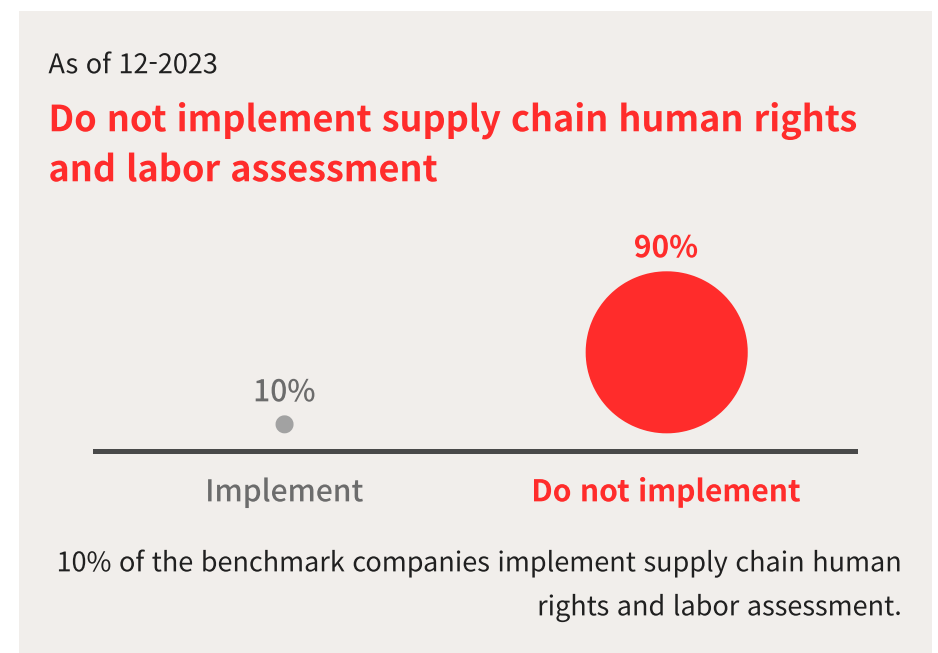 As of 12-2023
Do not implement supply chain human rights
and labor assessment
90%
10%
Implement
Do not implement
10% of the benchmark companies implement supply chain human
rights and labor assessment.